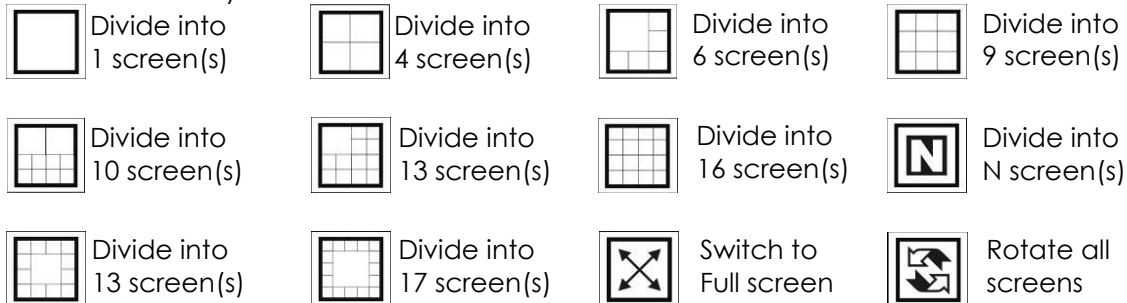 Divide into
1 screen(s)
Divide into
4 screen(s)
Divide into
6 screen(s)
Divide into
9 screen(s)
Divide into
10 screen(s)
Divide into
13 screen(s)
Divide into
16 screen(s)
N
Divide into
N screen(s)
Divide into
13 screen(s)
Divide into
17 screen(s)
Switch to
Full screen
Rotate all
screens